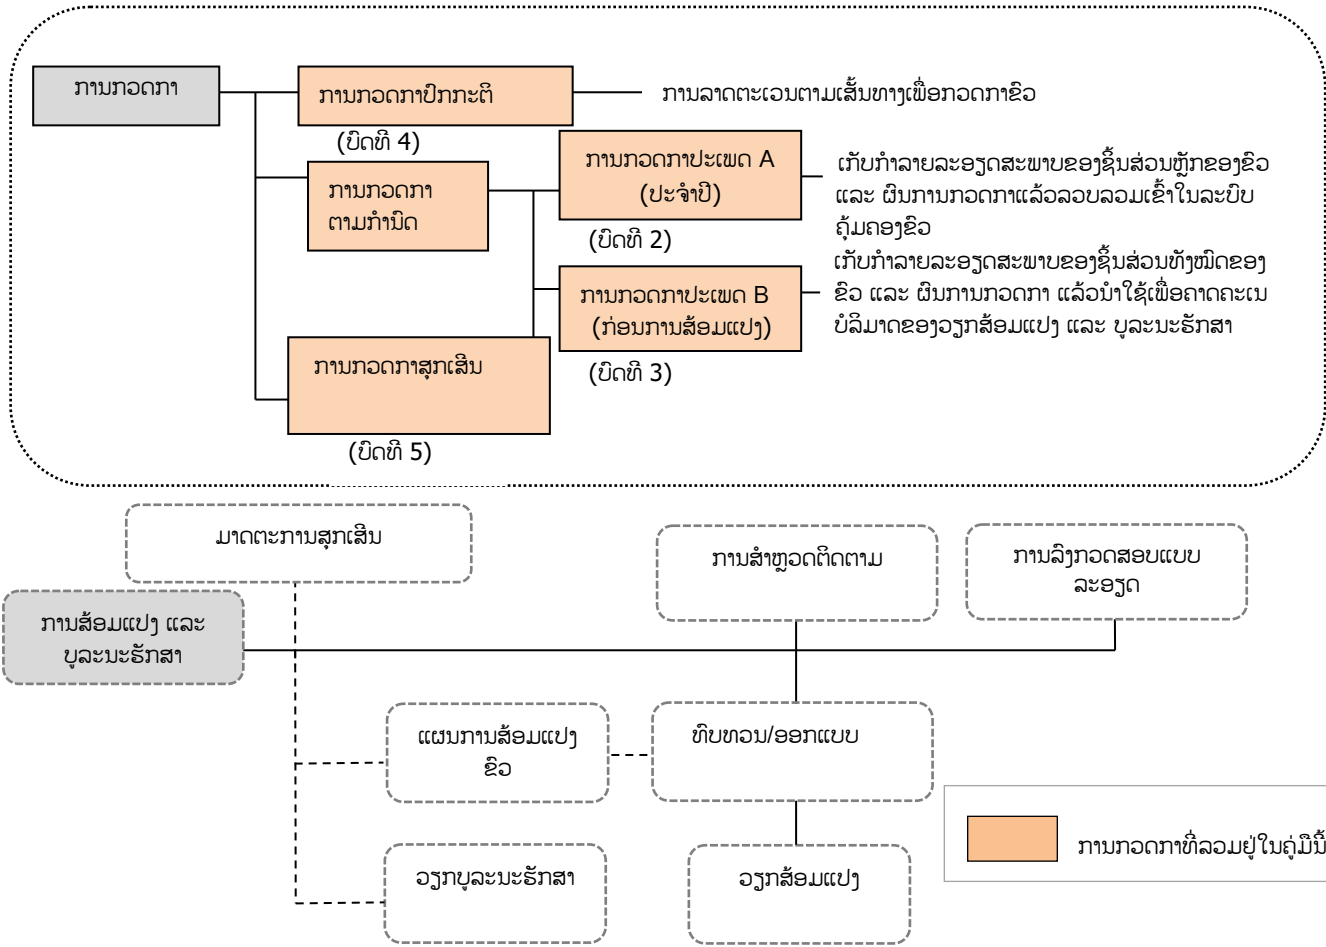 ການກວດກາ
ການກວດກາປົກກະຕິ
ການລາດຕະເວນຕາມເສັ້ນທາງເພື່ອກວດກາຂົວ
(ບົດທີ 4)
ການກວດກາ
ຕາມກຳນົດ
ການກວດກາປະເພດ A
(ປະຈຳປີ)
(ບົດທີ 2)
ເກັບກຳລາຍລະອຽດສະພາບຂອງຊິ້ນສ່ວນຫຼັກຂອງຂົວ
ແລະ ຜົນການກວດກາແລ້ວລວບລວມເຂົ້າໃນລະບົບ
ຄຸ້ມຄອງຂົວ
ການກວດກາປະເພດ B
(ກ່ອນການສ້ອມແປງ)
(ບົດທີ 3)
ເກັບກຳລາຍລະອຽດສະພາບຂອງຊິ້ນສ່ວນທັງໝົດຂອງ
ຂົວ ແລະ ຜົນການກວດກາ ແລ້ວນຳໃຊ້ເພື່ອຄາດຄະເນ
ບໍລິມາດຂອງວຽກສ້ອມແປງ ແລະ ບູລະນະຮັກສາ
ການກວດກາສຸກເສີນ
(ບົດທີ 5)
ມາດຕະການສຸກເສີນ
ການສຳຫຼວດຕິດຕາມ
ການລົງກວດສອບແບບ
ລະອຽດ
ການສ້ອມແປງ ແລະ
ບູລະນະຮັກສາ
ແຜນການສ້ອມແປງ
ຂົວ
ທົບທວນ/ອອກແບບ
ວຽກບູລະນະຮັກສາ
ວຽກສ້ອມແປງ
ການກວດກາທີ່ລວມຢູ່ໃນຄູ່ມືນີ້